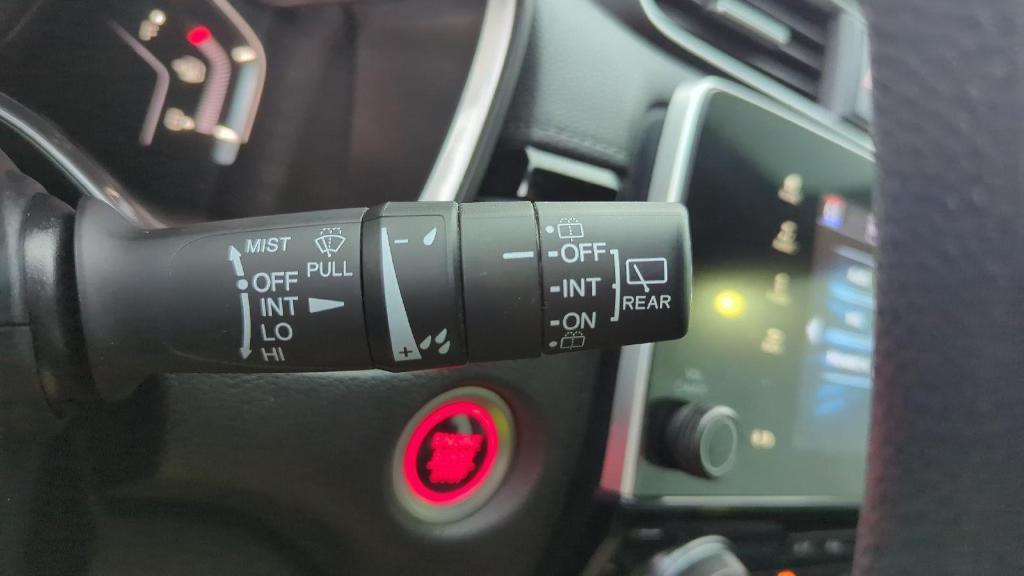 MIST
PULL
OFF
INT
LO
HI
-
+
OFF
INT
ON
REAR